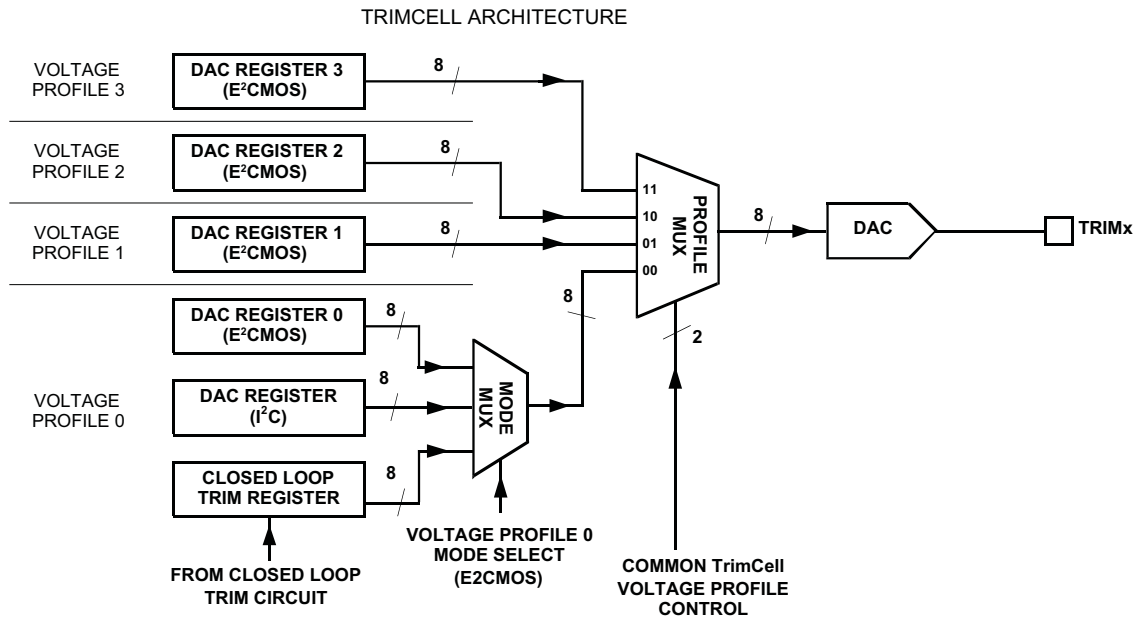 TRIMCELL ARCHITECTURE
VOLTAGE
PROFILE 3
DAC REGISTER 3
(E²CMOS)
8
VOLTAGE
PROFILE 2
DAC REGISTER 2
(E²CMOS)
8
VOLTAGE
PROFILE 1
DAC REGISTER 1
(E²CMOS)
8
11
10
01
00
PROFILE
MUX
8
DAC
TRIMx
VOLTAGE
PROFILE 0
DAC REGISTER 0
(E²CMOS)
8
DAC REGISTER
(I²C)
8
CLOSED LOOP
TRIM REGISTER
8
MODE
MUX
8
2
FROM CLOSED LOOP
TRIM CIRCUIT
VOLTAGE PROFILE 0
MODE SELECT
(E2CMOS)
COMMON TrimCell
VOLTAGE PROFILE
CONTROL